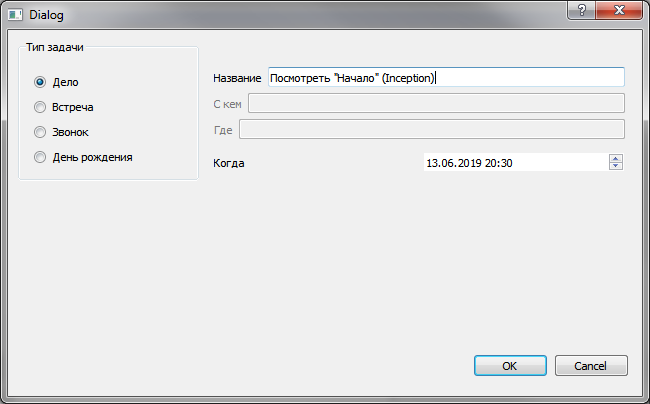 Dialog
Тип задачи
Дело
Встреча
Звонок
День рождения
Название Посмотреть "Начало" (Inception)
С кем
Где
Когда 13.06.2019 20:30
OK Cancel